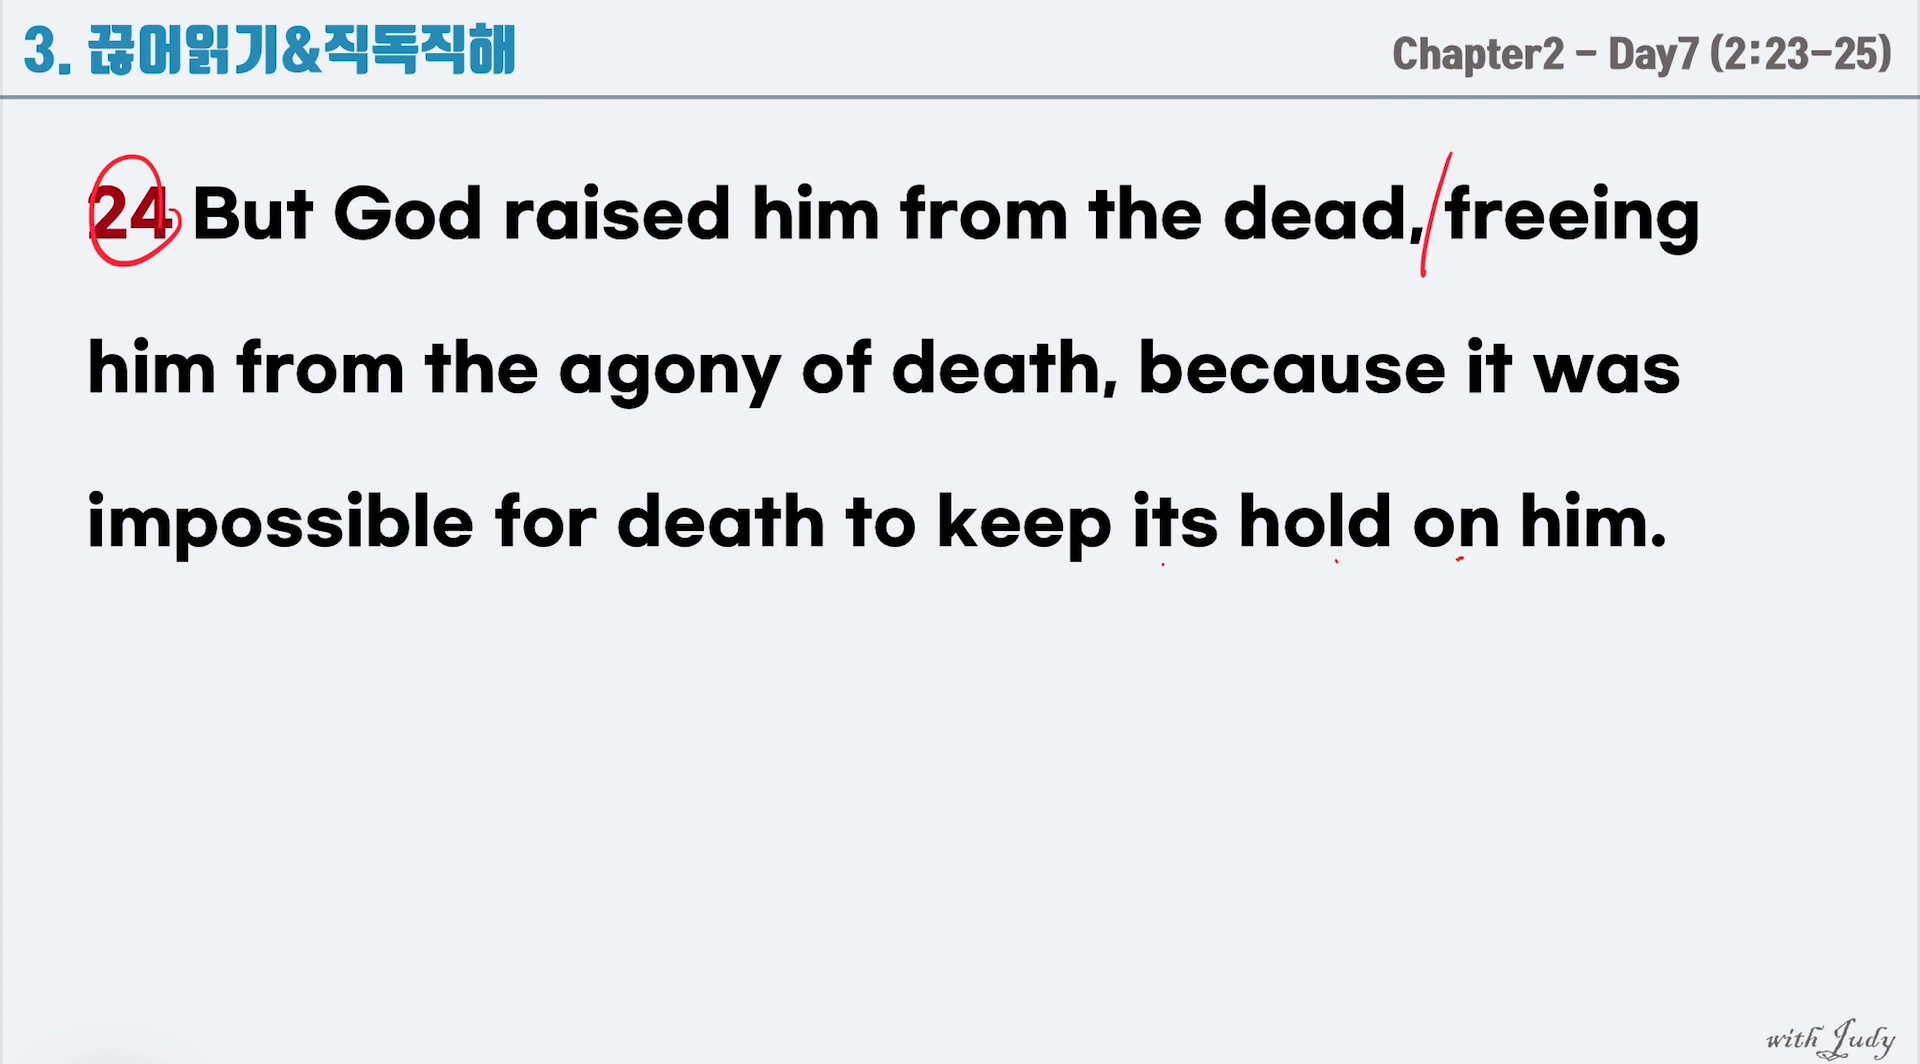 3. 끊어읽기&직독직해
Chapter2 - Day7 (2:23-25)
24 But God raised him from the dead, freeing
him from the agony of death, because it was
impossible for death to keep its hold on him.
with Judy